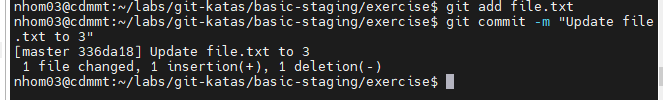 nhom03@cdmmt:~/labs/git-katas/basic-staging/exercise$ git add file.txt
nhom03@cdmmt:~/labs/git-katas/basic-staging/exercise$ git commit -m "Update file
.txt to 3"
[master 336da18] Update file.txt to 3
 1 file changed, 1 insertion(+), 1 deletion(-)
nhom03@cdmmt:~/labs/git-katas/basic-staging/exercise$